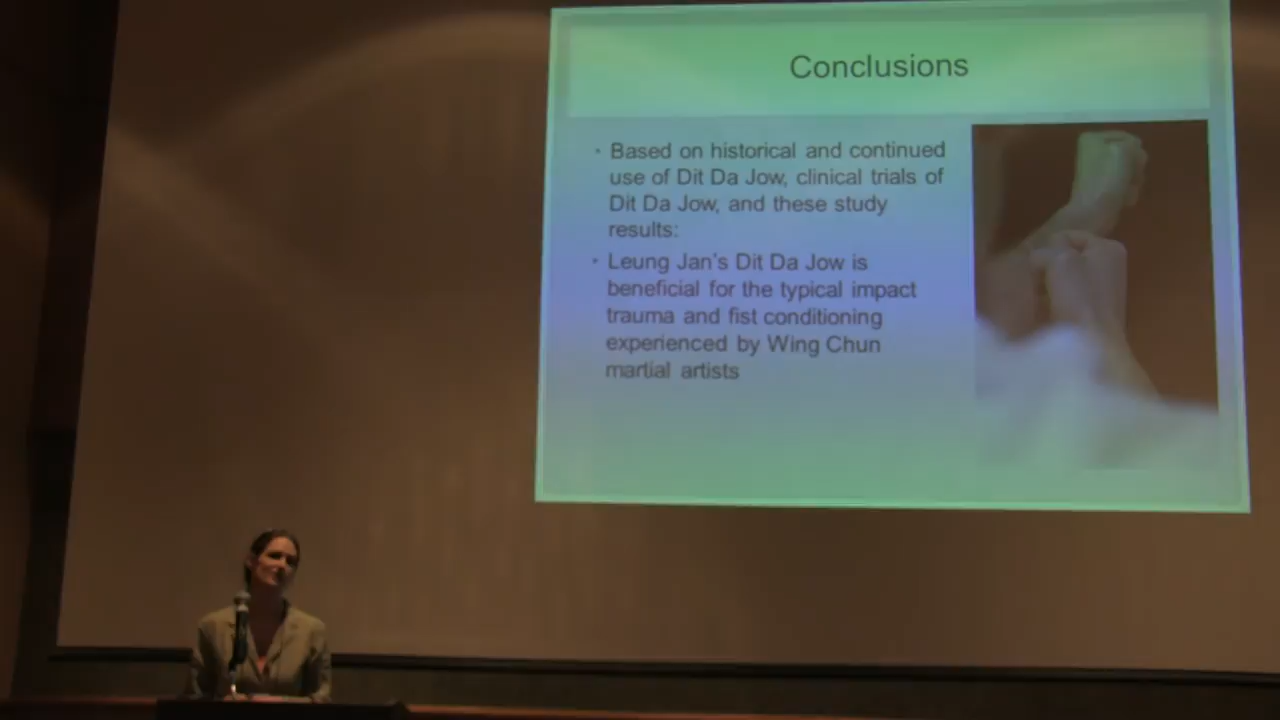 Conclusions
• Based on historical and continued
use of Dit Da Jow, clinical trials of
Dit Da Jow, and these study
results:
• Leung Jan's Dit Da Jow is
beneficial for the typical impact
trauma and fist conditioning
experienced by Wing Chun
martial artists